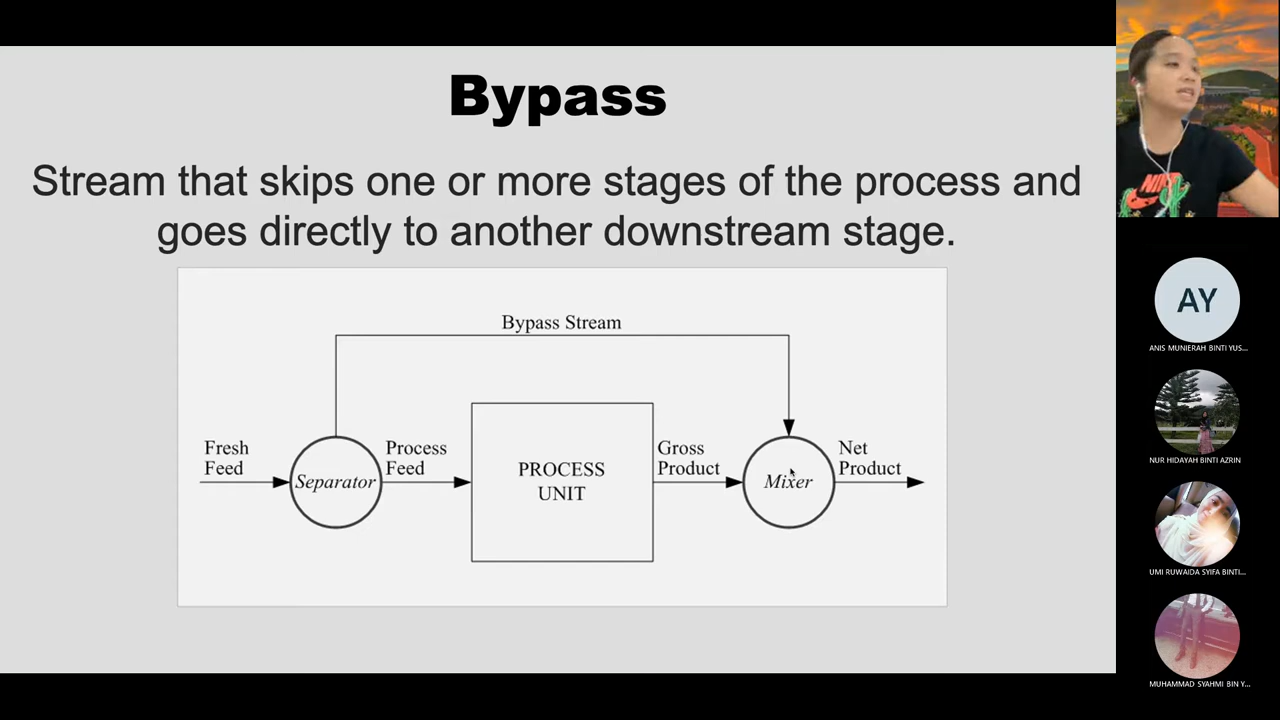 Bypass
Stream that skips one or more stages of the process and
goes directly to another downstream stage.
Bypass Stream
Fresh
Feed
Separator
Process
Feed
PROCESS
UNIT
Gross
Product
Mixer
Net
Product
NIKE
AY
ANIS MUNIERAH BINTI YUS...
NUR HIDAYAH BINTI AZRIN
UMI RUWAIDA SYIFA BINTI...
MUHAMMAD SYAHMI BIN Y...